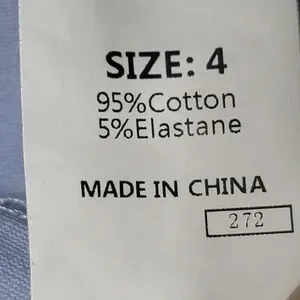 SIZE: 4
95%Cotton
5%Elastane
MADE IN CHINA
272